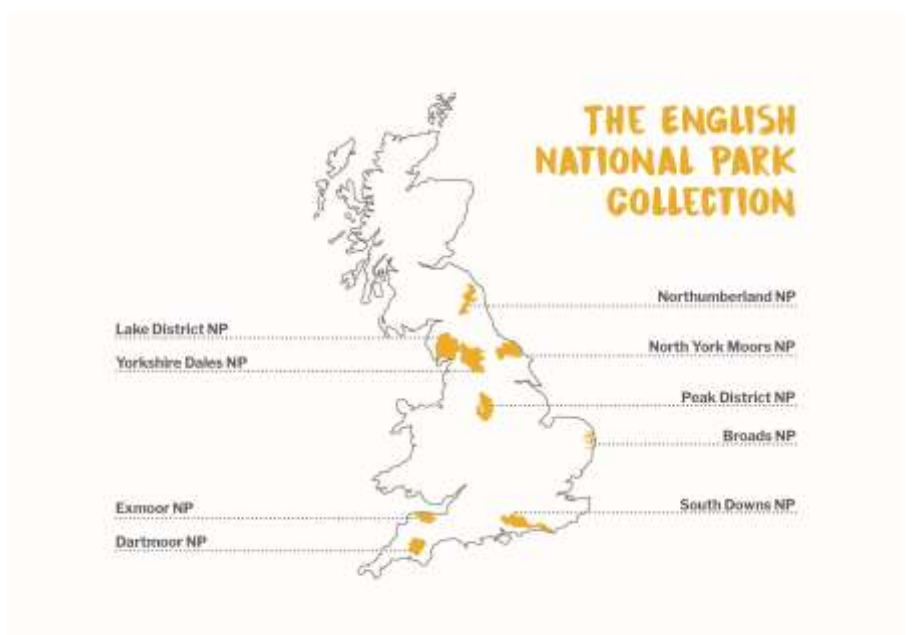 THE ENGLISH
NATIONAL PARK
COLLECTION
Northumberland NP
Lake District NP
North York Moors NP
Yorkshire Dales NP
Peak District NP
Broads NP
Exmoor NP
South Downs NP
Dartmoor NP